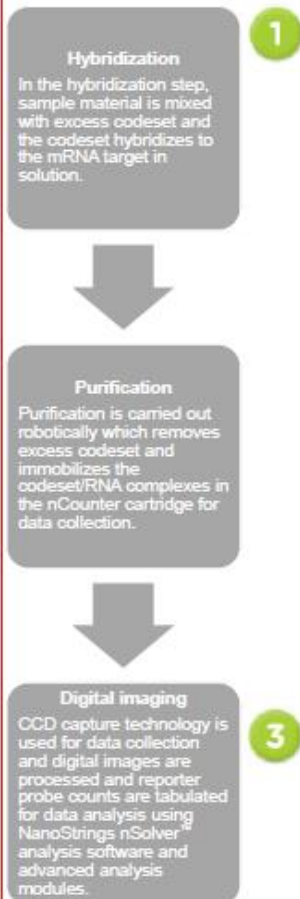 1
Hybridization
In the hybridization step,
sample material is mixed
with excess codeset and
the codeset hybridizes to
the mRNA target in
solution.
Purification
Purification is carried out
robotically which removes
excess codeset and
immobilizes the
codeset/RNA complexes in
the nCounter cartridge for
data collection.
3
Digital imaging
CCD capture technology is
used for data collection
and digital images are
processed and reporter
probe counts are tabulated
for data analysis using
NanoStrings nSolver™
analysis software and
advanced analysis
modules.